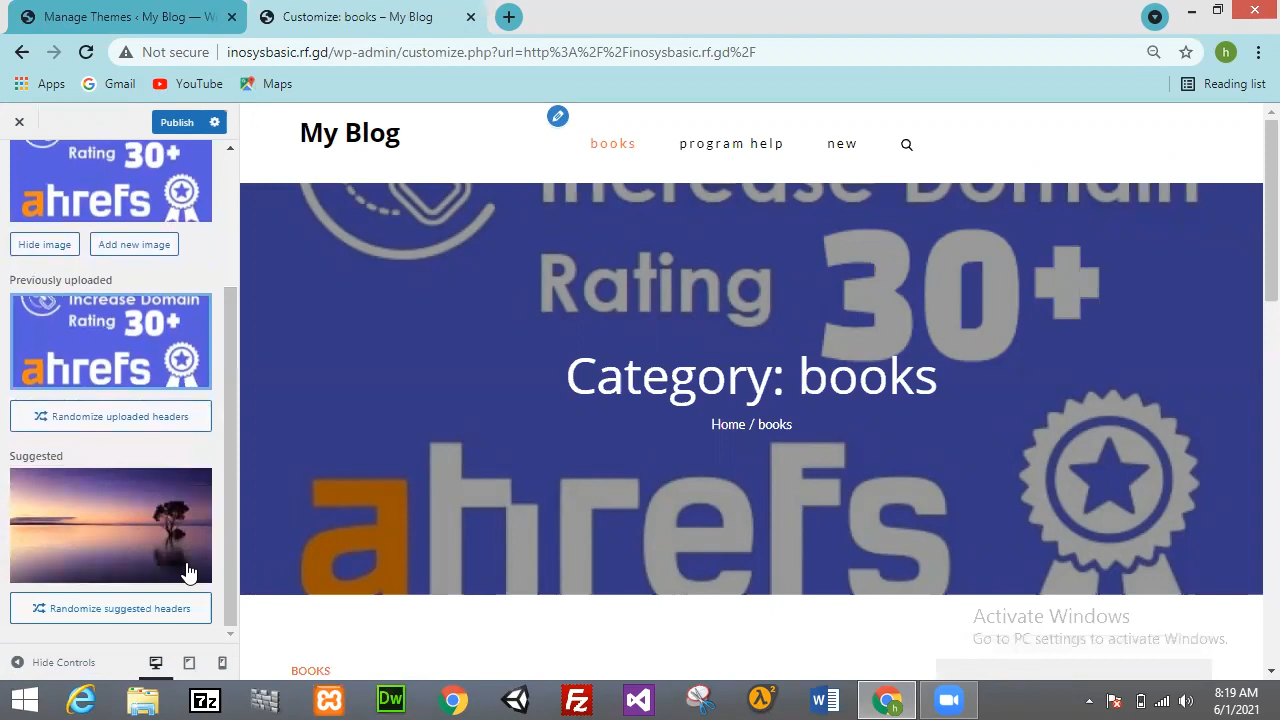 Manage Themes ‹ My Blog — W
Customize: books – My Blog
Not secure
inosysbasic.rf.gd/wp-admin/customize.php?url=http%3A%2F%2Finosysbasic.rf.gd%2F
h
Apps
Gmail
YouTube
Maps
Reading list
Publish
Rating 30+
ahrefs
Hide image
Add new image
Previously uploaded
Increase Domain
Rating 30+
ahrefs
Randomize uploaded headers
Suggested
Randomize suggested headers
Hide Controls
My Blog
books
program help
new
Increase Domain
Rating 30+
Category: books
Home / books
ahrefs
BOOKS
Activate Windows
Go to PC settings to activate Windows.
7z
Dw
Fz
W
h
8:19 AM
6/1/2021